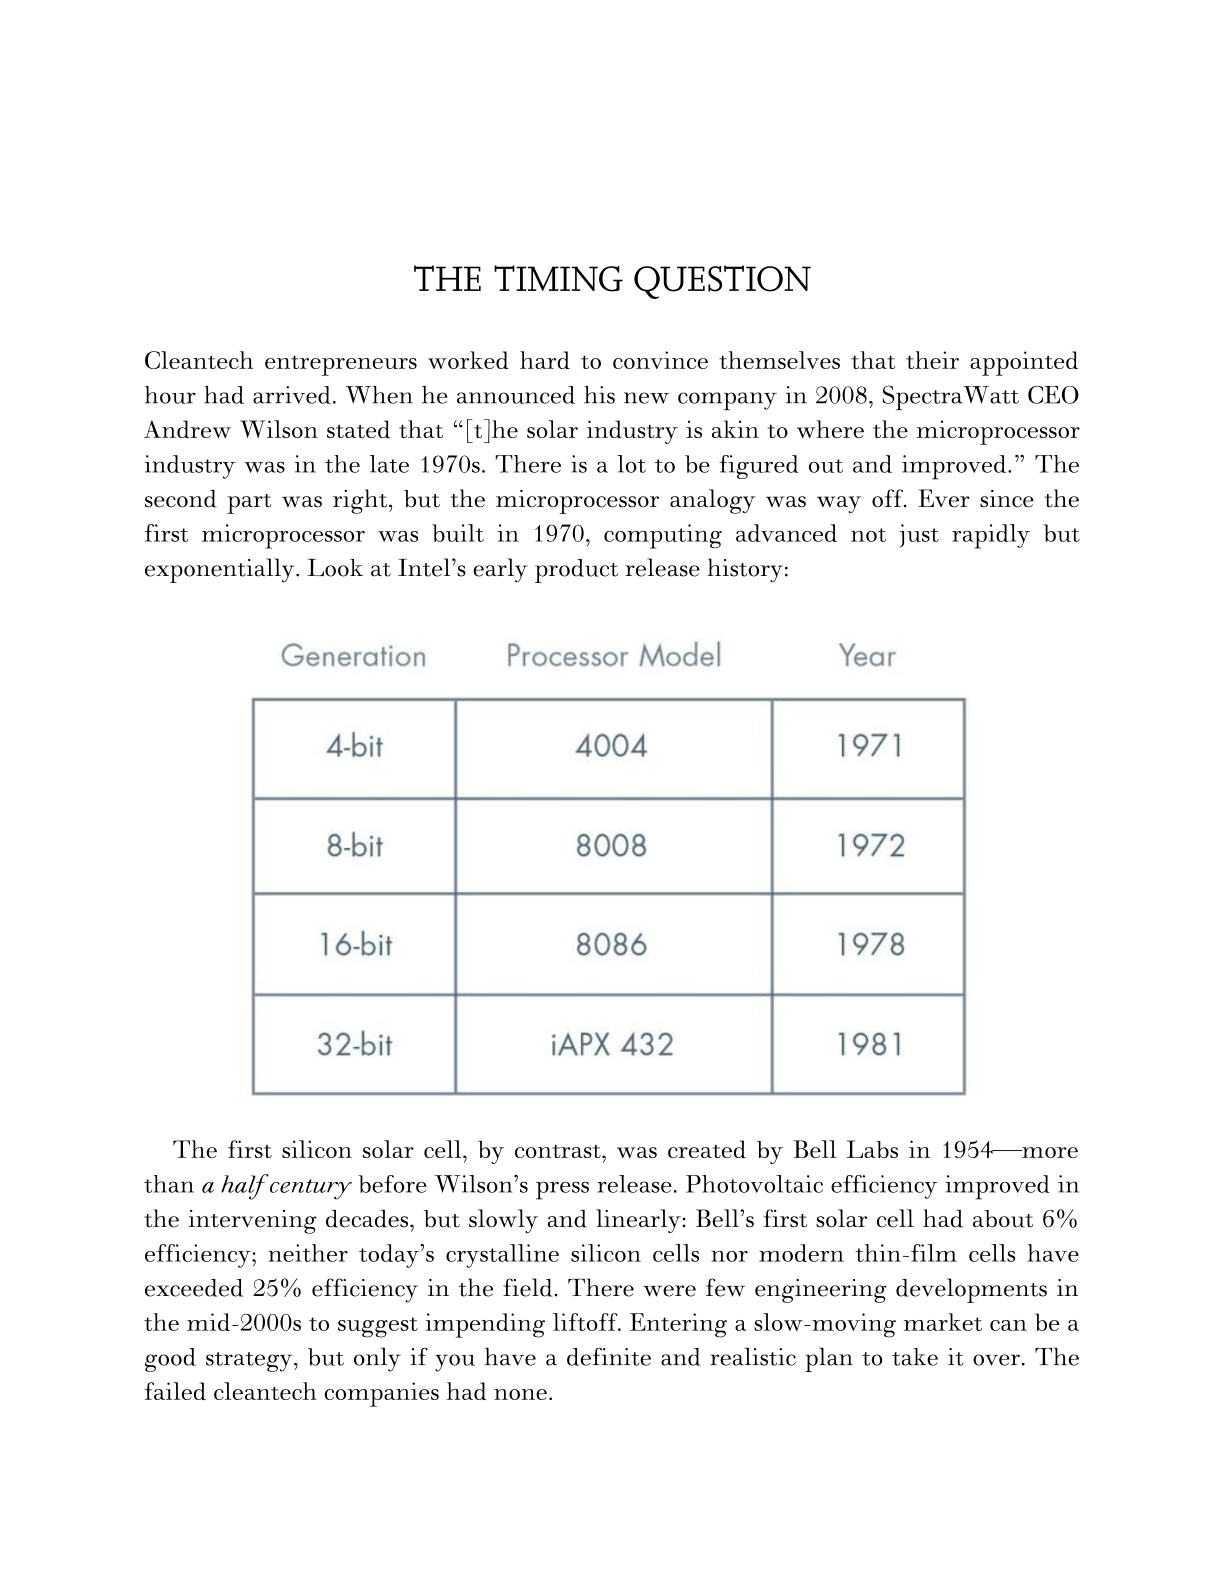 THE TIMING QUESTION
Cleantech entrepreneurs worked hard to convince themselves that their appointed
hour had arrived. When he announced his new company in 2008, SpectraWatt CEO
Andrew Wilson stated that “[t]he solar industry is akin to where the microprocessor
industry was in the late 1970s. There is a lot to be figured out and improved.” The
second part was right, but the microprocessor analogy was way off. Ever since the
first microprocessor was built in 1970, computing advanced not just rapidly but
exponentially. Look at Intel’s early product release history:
Generation Processor Model Year
4-bit 4004 1971
8-bit 8008 1972
16-bit 8086 1978
32-bit iAPX 432 1981
The first silicon solar cell, by contrast, was created by Bell Labs in 1954—more
than a half century before Wilson’s press release. Photovoltaic efficiency improved in
the intervening decades, but slowly and linearly: Bell’s first solar cell had about 6%
efficiency; neither today’s crystalline silicon cells nor modern thin-film cells have
exceeded 25% efficiency in the field. There were few engineering developments in
the mid-2000s to suggest impending liftoff. Entering a slow-moving market can be a
good strategy, but only if you have a definite and realistic plan to take it over. The
failed cleantech companies had none.